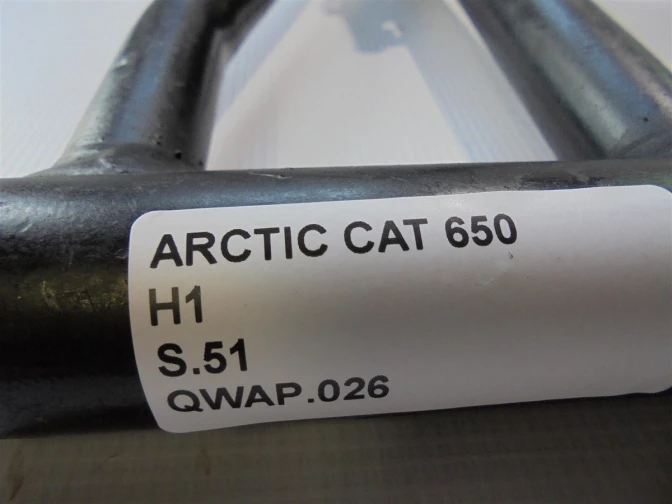 ARCTIC CAT 650
H1
S.51
QWAP.026